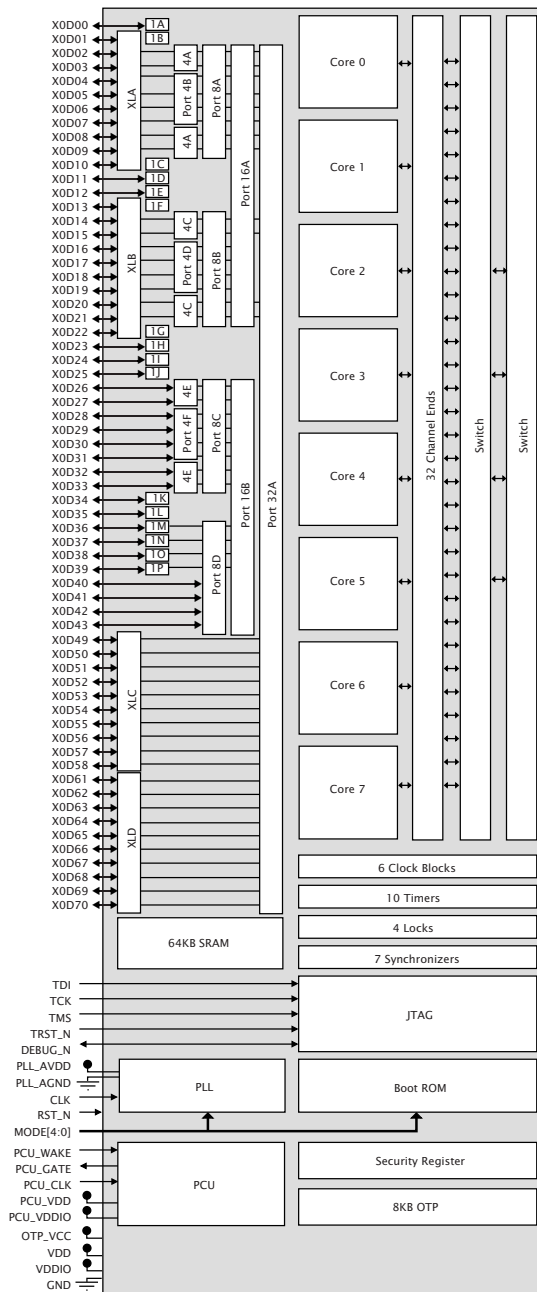 X0D00
X0D01
X0D02
X0D03
X0D04
X0D05
X0D06
X0D07
X0D08
X0D09
X0D10
X0D11
X0D12
X0D13
X0D14
X0D15
X0D16
X0D17
X0D18
X0D19
X0D20
X0D21
X0D22
X0D23
X0D24
X0D25
X0D26
X0D27
X0D28
X0D29
X0D30
X0D31
X0D32
X0D33
X0D34
X0D35
X0D36
X0D37
X0D38
X0D39
X0D40
X0D41
X0D42
X0D43
X0D49
X0D50
X0D51
X0D52
X0D53
X0D54
X0D55
X0D56
X0D57
X0D58
X0D61
X0D62
X0D63
X0D64
X0D65
X0D66
X0D67
X0D68
X0D69
X0D70
TDI
TCK
TMS
TRST_N
DEBUG_N
PLL_AVDD
PLL_AGND
CLK
RST_N
MODE[4:0]
PCU_WAKE
PCU_GATE
PCU_CLK
PCU_VDD
PCU_VDDIO
OTP_VCC
VDD
VDDIO
GND
XLA
XLB
XLC
XLD
1A
1B
1C
1D
1E
1F
1G
1H
1I
1J
1K
1L
1M
1N
1O
1P
4A
Port 4B
4A
4C
Port 4D
4C
4E
Port 4F
4E
Port 8A
Port 8B
Port 8C
Port 8D
Port 16A
Port 16B
Port 32A
Core 0
Core 1
Core 2
Core 3
Core 4
Core 5
Core 6
Core 7
32 Channel Ends
Switch
Switch
6 Clock Blocks
10 Timers
4 Locks
7 Synchronizers
64KB SRAM
JTAG
PLL
Boot ROM
PCU
Security Register
8KB OTP